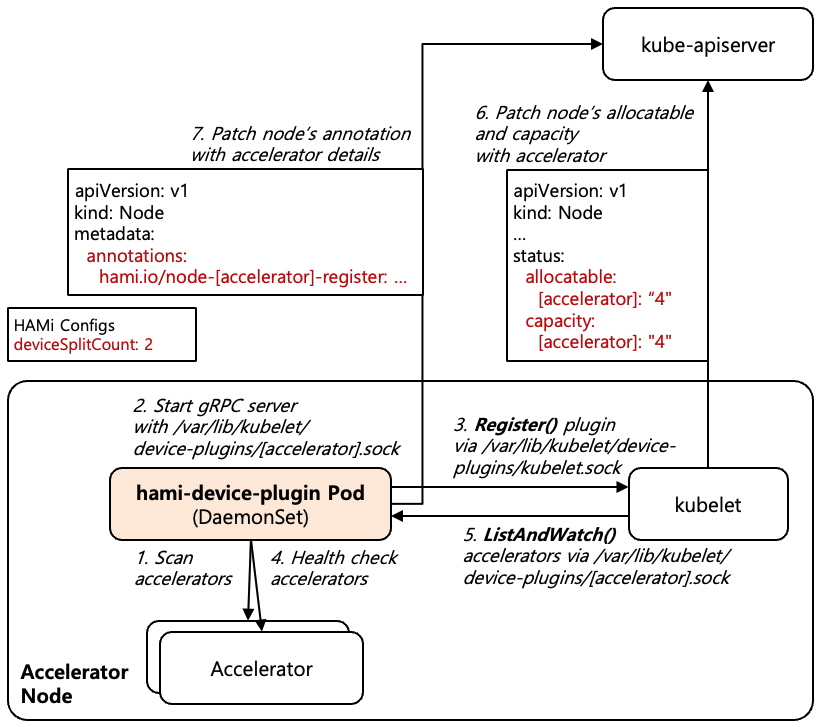 kube-apiserver
7. Patch node's annotation
with accelerator details
apiVersion: v1
kind: Node
metadata:
annotations:
hami.io/node-[accelerator]-register: ...
6. Patch node's allocatable
and capacity
with accelerator
apiVersion: v1
kind: Node
...
status:
allocatable:
[accelerator]: “4"
capacity:
[accelerator]: "4"
HAMi Configs
deviceSplitCount: 2
2. Start gRPC server
with /var/lib/kubelet/
device-plugins/[accelerator].sock
3. Register() plugin
via /var/lib/kubelet/device-
plugins/kubelet.sock
hami-device-plugin Pod
(DaemonSet)
kubelet
5. ListAndWatch()
accelerators via /var/lib/kubelet/
device-plugins/[accelerator].sock
1. Scan
accelerators
4. Health check
accelerators
Accelerator
Accelerator
Node